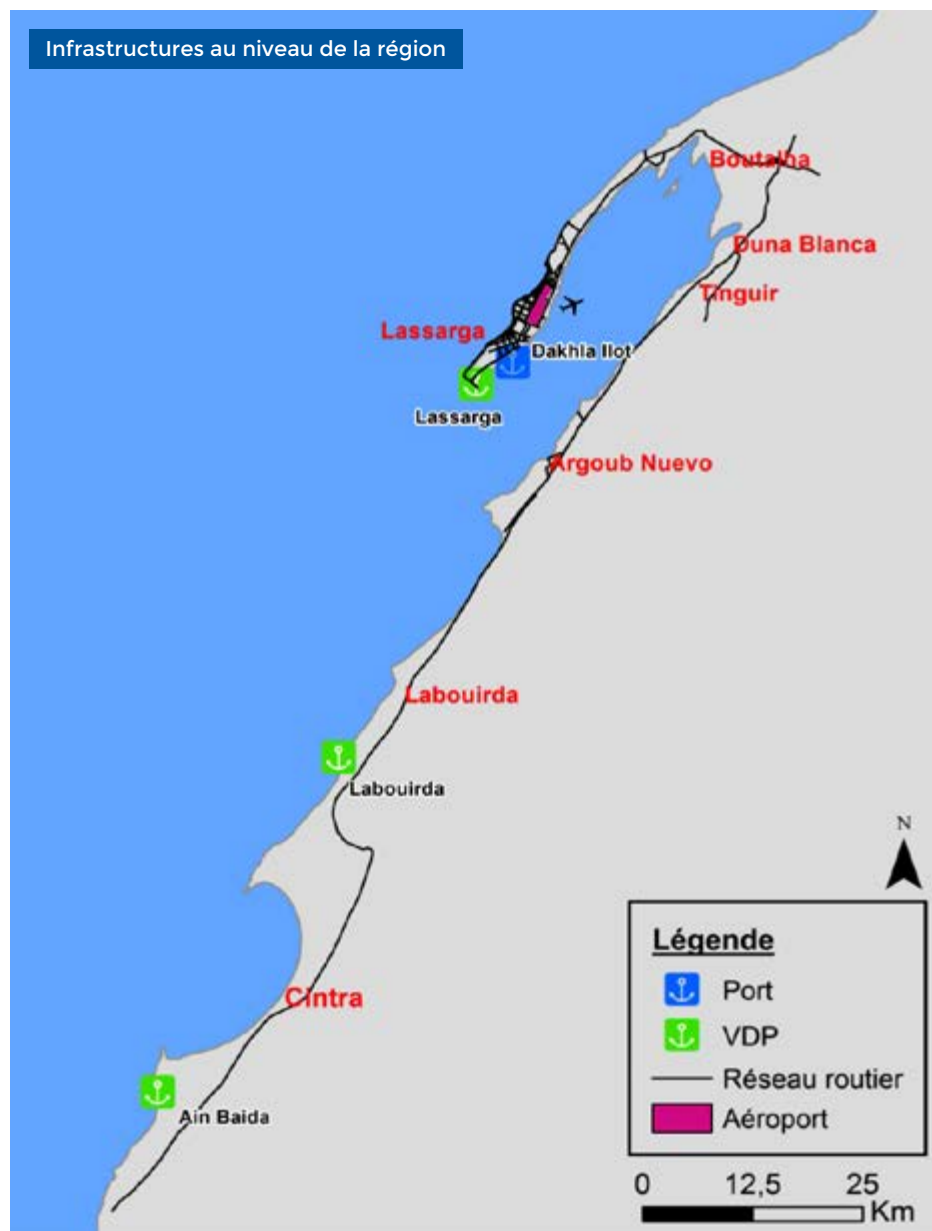 Infrastructures au niveau de la région
Boutalha
Duna Blanca
Tinguir
Lassarga
Dakhla Ilot
Lassarga
Argoub Nuevo
Labouirda
Labouirda
N
Légende
Port
VDP
Réseau routier
Aéroport
Cintra
Ain Baida
0 12,5 25
Km